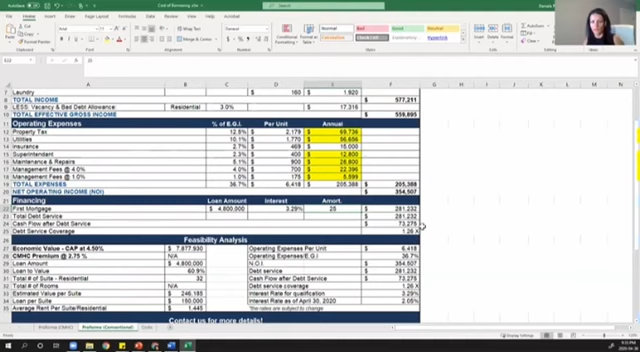 Cost of Borrowing.xlsx
Laundry $ 160 $ 1,920
TOTAL INCOME $ 577,211
LESS: Vacancy & Bad Debt Allowance: Residential 3.0% $ 17,316
TOTAL EFFECTIVE GROSS INCOME $ 559,895
Operating Expenses % of E.G.I. Per Unit Annual
Property Tax 12.5% $ 2,179 $ 69,736
Utilities 10.1% $ 1,770 $ 56,656
Insurance 2.7% $ 469 $ 15,000
Superintendent 2.3% $ 400 $ 12,800
Maintenance & Repairs 5.1% $ 900 $ 28,800
Management Fees @ 4.0% 4.0% $ 700 $ 22,396
Management Fees @ 1.0% 1.0% $ 175 $ 5,599
TOTAL EXPENSES 36.7% $ 6,418 $ 205,388 $ 205,388
NET OPERATING INCOME (NOI) $ 354,507
Financing Loan Amount Interest Amort.
First Mortgage $ 4,800,000 3.29% 25 $ 281,232
Total Debt Service $ 281,232
Cash Flow after Debt Service $ 73,275
Debt Service Coverage 1.26 X
Feasibility Analysis
Economic Value - CAP at 4.50% $ 7,877,930 Operating Expenses Per Unit $ 6,418
CMHC Premium @ 2.75 % N/A Operating Expenses/E.G.I. 36.7%
Loan Amount $ 4,800,000 N.O.I. $ 354,507
Loan to Value 60.9% Debt service $ 281,232
Total # of Suite - Residential 32 Cash Flow after Debt Service $ 73,275
Total # of Rooms N/A Debt service coverage 1.26 X
Estimated Value per Suite $ 246,185 Interest Rate for qualification 3.29%
Loan per Suite $ 150,000 Interest Rate as of April 30, 2020 2.05%
Average Rent Per Suite/Residential $ 1,445 *the rates are subject to change
Contact us for more details!
Proforma (CMHC) Proforma (Conventional)